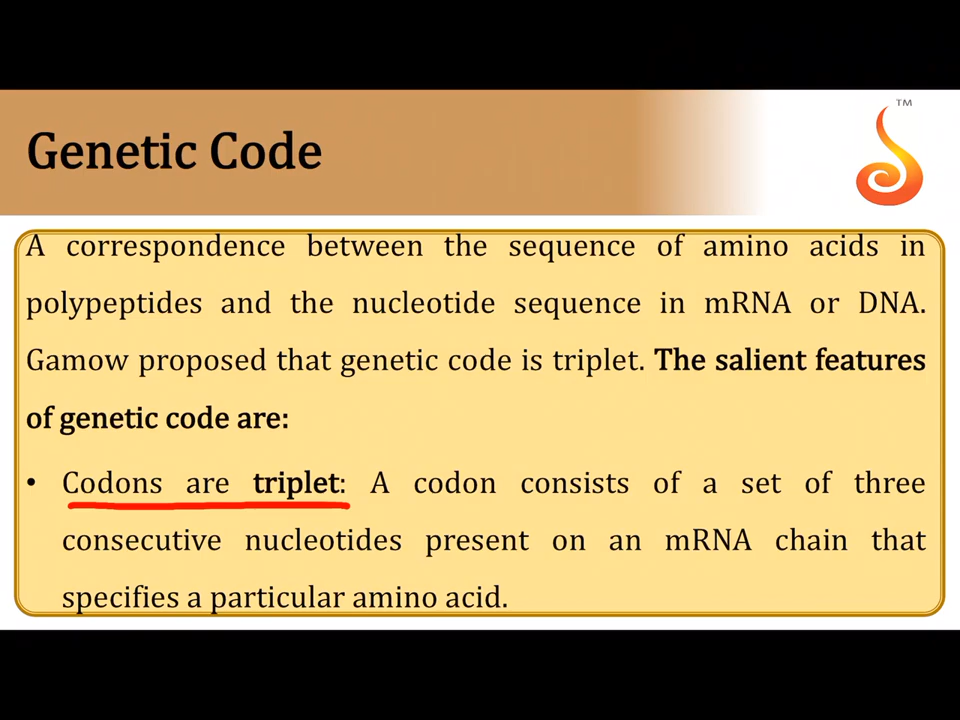 TM
Genetic Code
A correspondence between the sequence of amino acids in
polypeptides and the nucleotide sequence in mRNA or DNA.
Gamow proposed that genetic code is triplet. The salient features
of genetic code are:
• Codons are triplet: A codon consists of a set of three
consecutive nucleotides present on an mRNA chain that
specifies a particular amino acid.